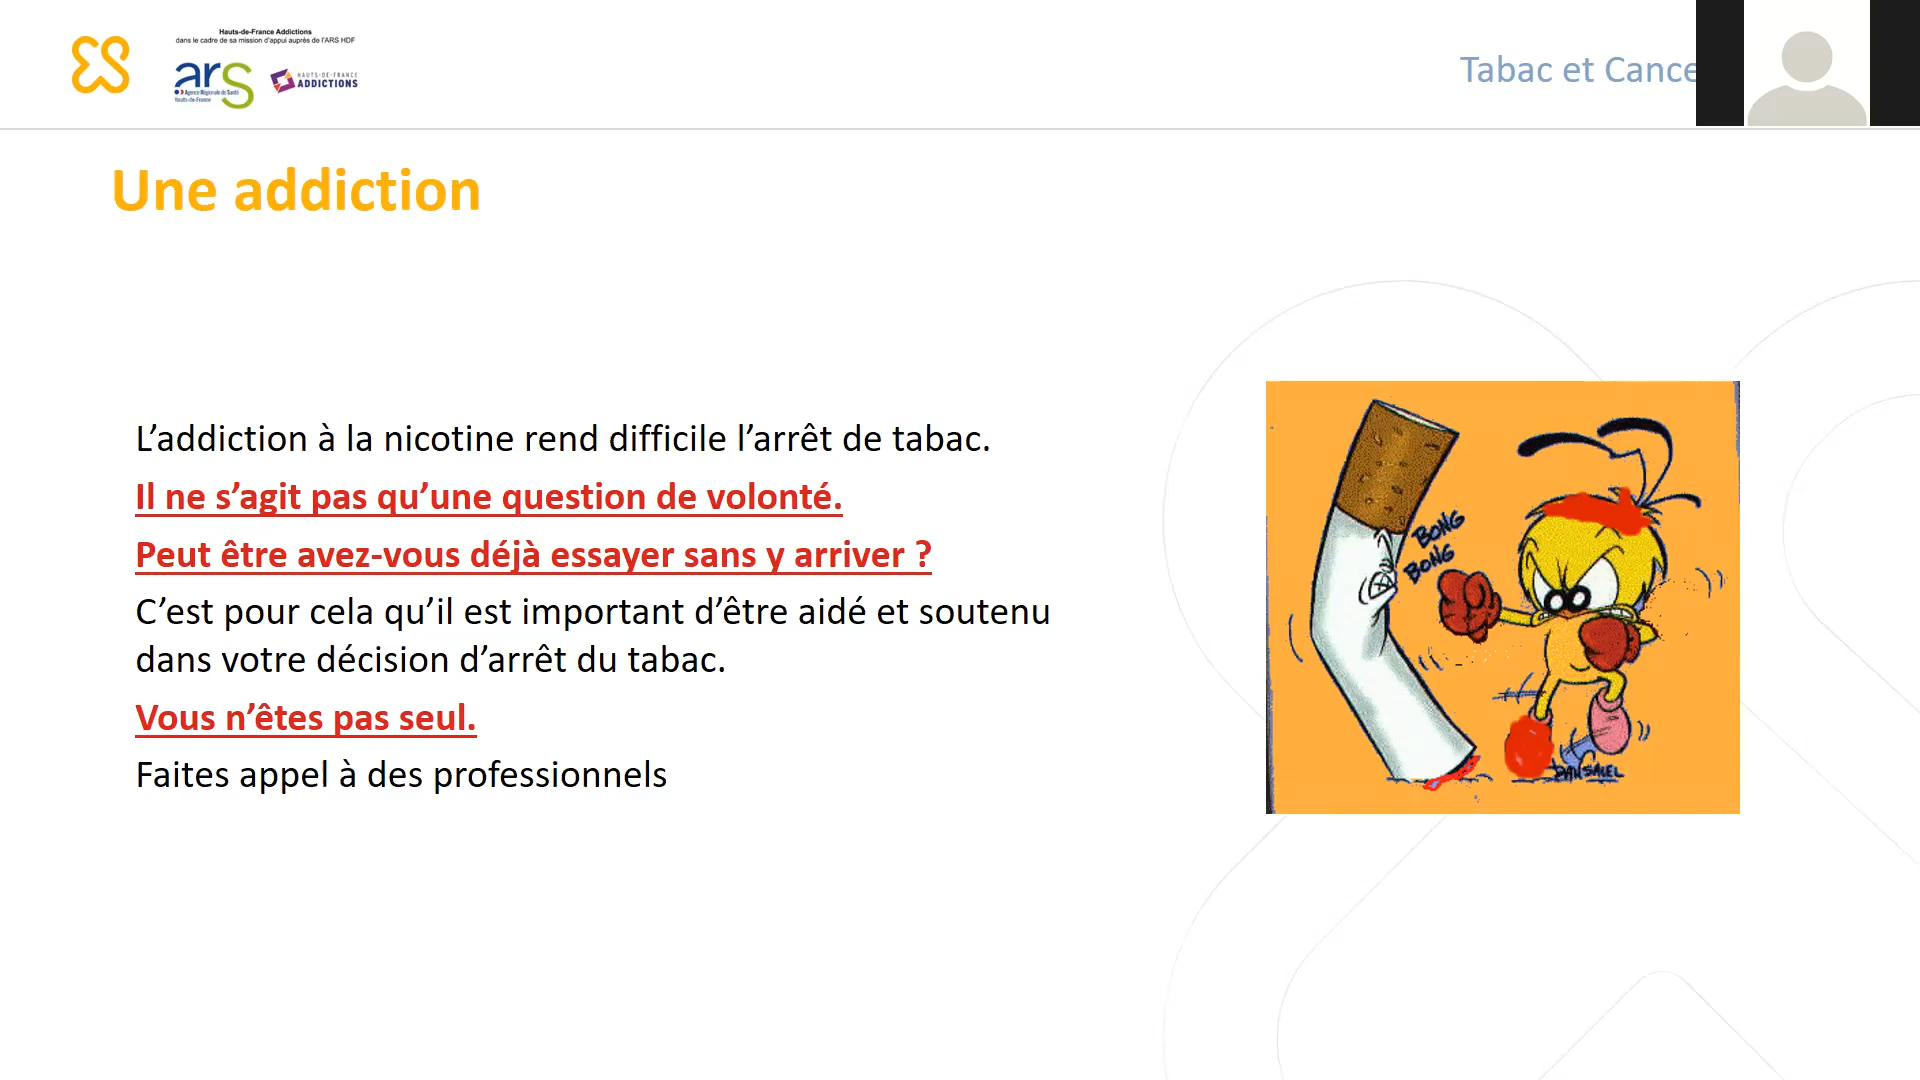 Hauts-de-France Addictions
dans le cadre de sa mission d'appui auprès de l'ARS HDF
ars
Agence Régionale de Santé
Hauts-de-France
HAUTS-DE-FRANCE
ADDICTIONS
Tabac et Cance
Une addiction
L’addiction à la nicotine rend difficile l’arrêt de tabac.
Il ne s’agit pas qu’une question de volonté.
Peut être avez-vous déjà essayer sans y arriver ?
C’est pour cela qu’il est important d’être aidé et soutenu
dans votre décision d’arrêt du tabac.
Vous n’êtes pas seul.
Faites appel à des professionnels
BONG
BONG